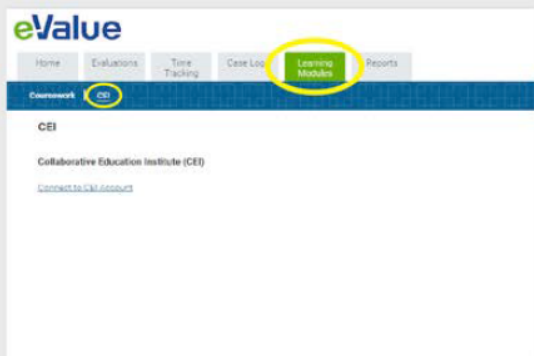 eValue
Home Evaluations Time Tracking Case Log Learning Modules Reports
Coursework CEI
CEI
Collaborative Education Institute (CEI)
Connect to CEI Account